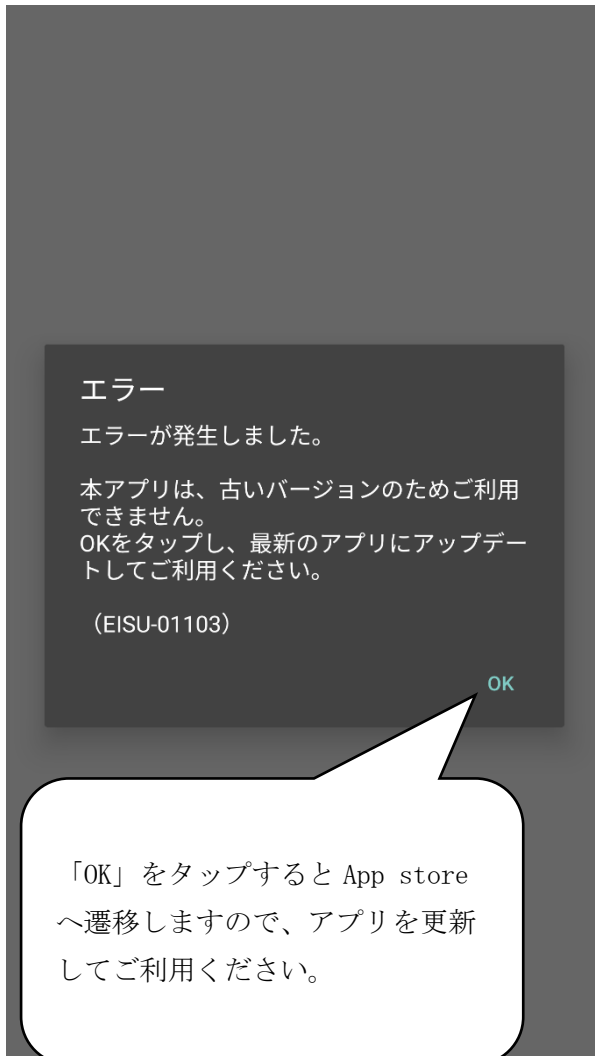 エラー
エラーが発生しました。
本アプリは、古いバージョンのためご利用
できません。
OKをタップし、最新のアプリにアップデー
トしてご利用ください。
（EISU-01103）
OK
「OK」をタップすると App store
へ遷移しますので、アプリを更新
してご利用ください。